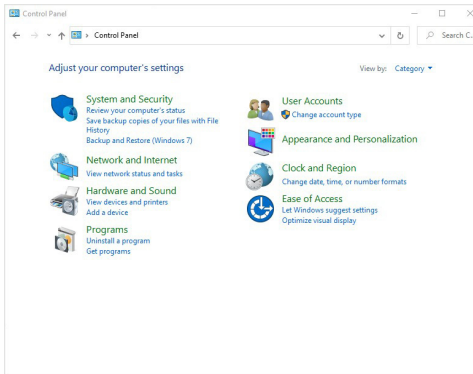 Control Panel
Control Panel
Search C...
Adjust your computer's settings
View by: Category
System and Security
Review your computer's status
Save backup copies of your files with File
History
Backup and Restore (Windows 7)
Network and Internet
View network status and tasks
Hardware and Sound
View devices and printers
Add a device
Programs
Uninstall a program
Get programs
User Accounts
Change account type
Appearance and Personalization
Clock and Region
Change date, time, or number formats
Ease of Access
Let Windows suggest settings
Optimize visual display